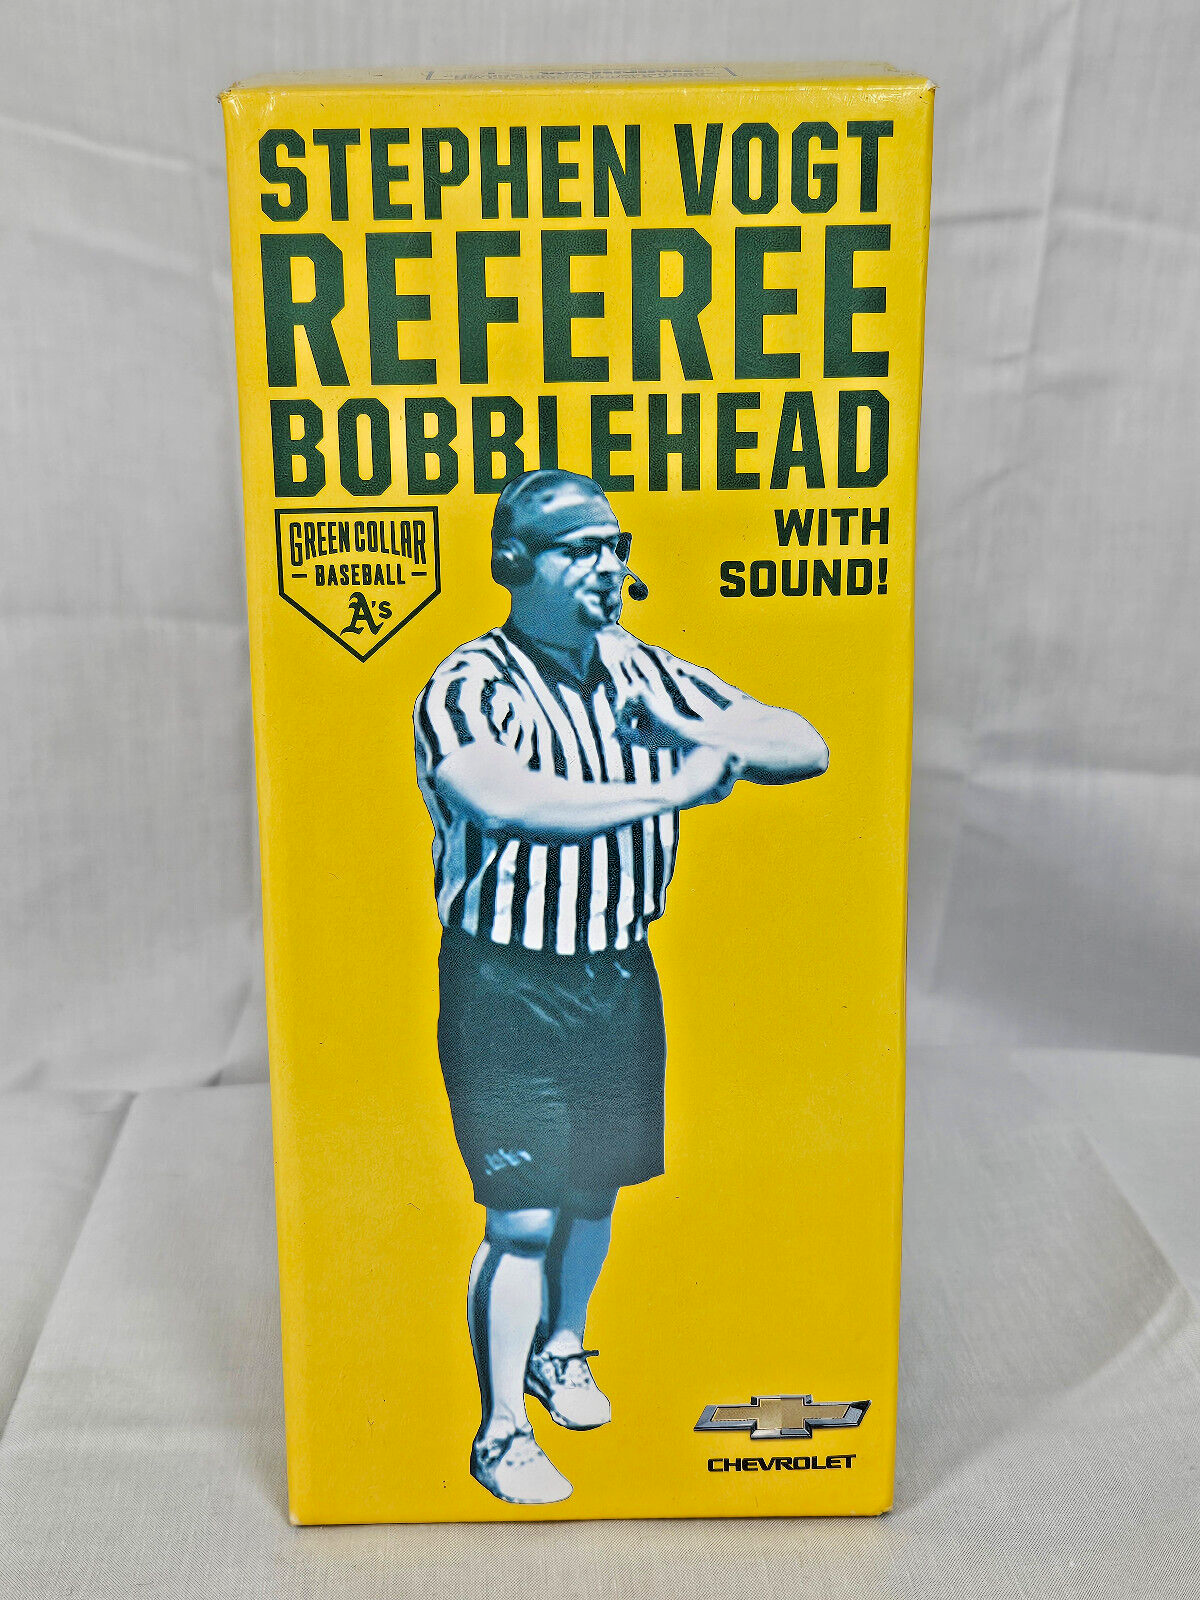 STEPHEN VOGT
REFEREE
BOBBLEHEAD
WITH
SOUND!
GREEN COLLAR
BASEBALL
A's
CHEVROLET